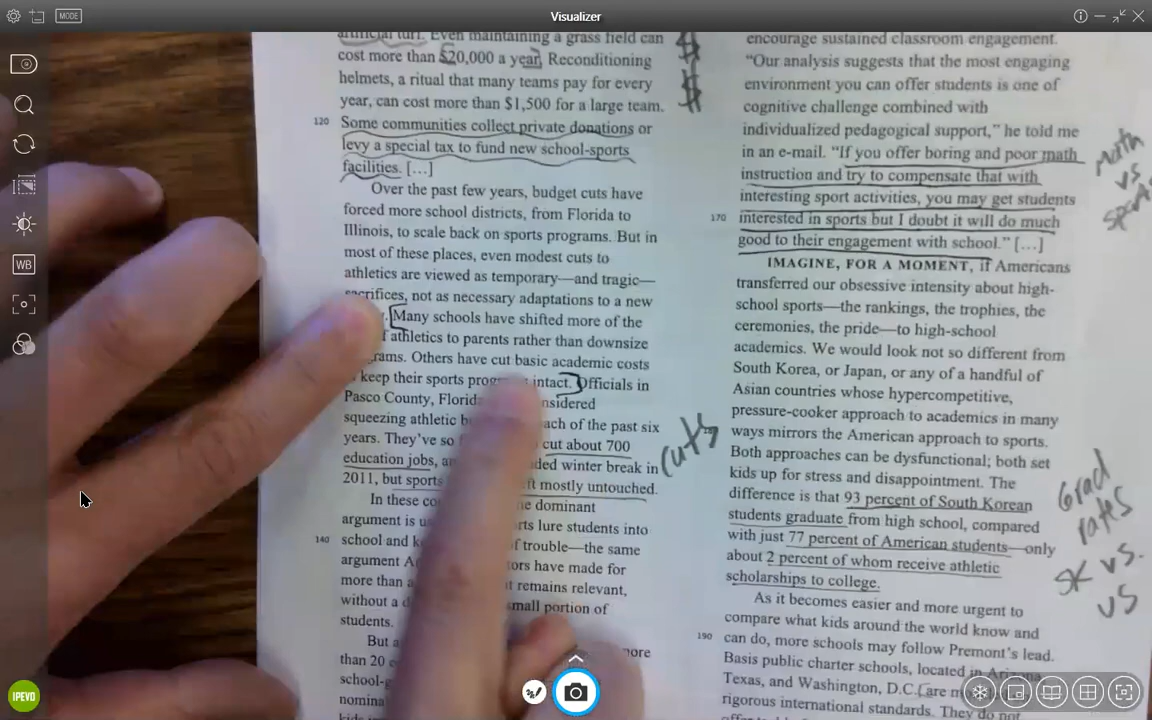 MODE
Visualizer
artificial turf. Even maintaining a grass field can
cost more than $20,000 a year. Reconditioning
helmets, a ritual that many teams pay for every
year, can cost more than $1,500 for a large team.
120 Some communities collect private donations or
levy a special tax to fund new school-sports
facilities. [...]
Over the past few years, budget cuts have
forced more school districts, from Florida to
Illinois, to scale back on sports programs. But in
most of these places, even modest cuts to
athletics are viewed as temporary—and tragic—
sacrifices, not as necessary adaptations to a new
Many schools have shifted more of the
athletics to parents rather than downsize
Others have cut basic academic costs
keep their sports intact. Officials in
Pasco County, Florida
squeezing athletic each of the past six
years. They've so cut about 700
education jobs, winter break in
2011, but sports mostly untouched.
In these dominant
argument is lure students into
140 school and of trouble—the same
argument have made for
more than a it remains relevant,
without a small portion of
students.
But
than 20
$
$
cuts
encourage sustained classroom engagement.
"Our analysis suggests that the most engaging
environment you can offer students is one of
cognitive challenge combined with
individualized pedagogical support," he told me
in an e-mail. "If you offer boring and poor math
instruction and try to compensate that with
interesting sport activities, you may get students
170 interested in sports but I doubt it will do much
good to their engagement with school." [...]
IMAGINE, FOR A MOMENT, if Americans
transferred our obsessive intensity about high-
school sports—the rankings, the trophies, the
ceremonies, the pride—to high-school
academics. We would look not so different from
South Korea, or Japan, or any of a handful of
Asian countries whose hypercompetitive,
pressure-cooker approach to academics in many
ways mirrors the American approach to sports.
Both approaches can be dysfunctional; both set
kids up for stress and disappointment. The
difference is that 93 percent of South Korean
students graduate from high school, compared
with just 77 percent of American students—only
about 2 percent of whom receive athletic
scholarships to college.
As it becomes easier and more urgent to
compare what kids around the world know and
190 can do, more schools may follow Premont's lead.
Basis public charter schools, located in Arizona,
Texas, and Washington, D.C., are
rigorous international standards. They do not
Math
vs
Grad
rates
SK vs.
US
WB
IPEVO